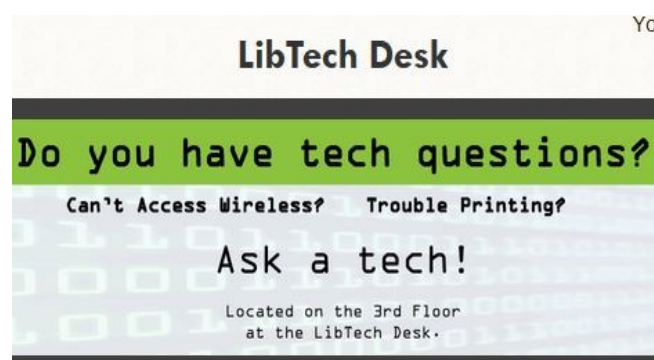 Yo
LibTech Desk
Do you have tech questions?
Can't Access Wireless? Trouble Printing?
Ask a tech!
Located on the 3rd Floor
at the LibTech Desk.